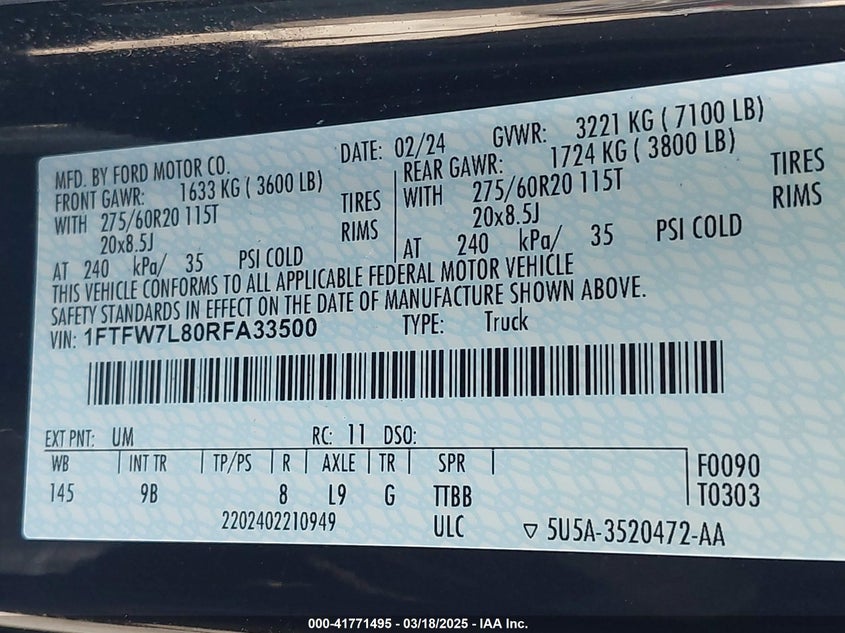 MFD. BY FORD MOTOR CO. DATE: 02/24 GVWR: 3221 KG ( 7100 LB)
FRONT GAWR: 1633 KG ( 3600 LB) REAR GAWR: 1724 KG ( 3800 LB)
WITH 275/60R20 115T TIRES WITH 275/60R20 115T TIRES
20x8.5J RIMS 20x8.5J RIMS
AT 240 kPa/ 35 PSI COLD AT 240 kPa/ 35 PSI COLD
THIS VEHICLE CONFORMS TO ALL APPLICABLE FEDERAL MOTOR VEHICLE
SAFETY STANDARDS IN EFFECT ON THE DATE OF MANUFACTURE SHOWN ABOVE.
VIN: 1FTFW7L80RFA33500 TYPE: Truck
EXT PNT: UM RC: 11 DSO:
WB INT TR TP/PS R AXLE TR SPR F0090
145 9B 8 L9 G TTBB T0303
2202402210949 ULC ▽ 5U5A-3520472-AA
000-41771495 - 03/18/2025 - IAA Inc.